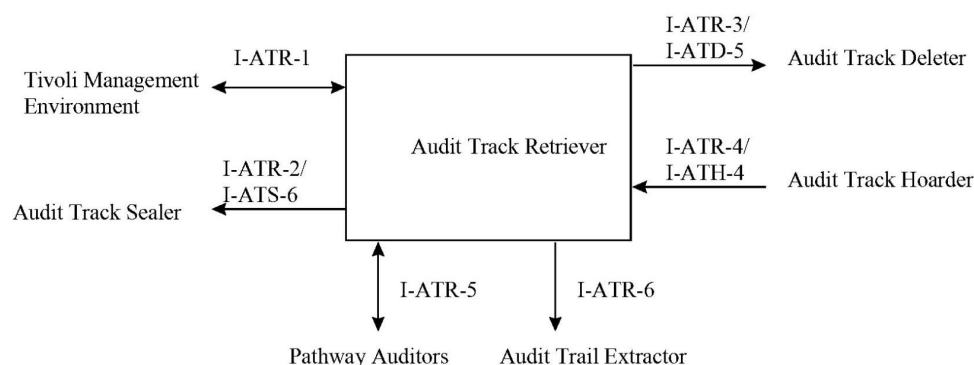 I-ATR-1
Tivoli Management
Environment
I-ATR-2/
I-ATS-6
Audit Track Sealer
Audit Track Retriever
I-ATR-3/
I-ATD-5
Audit Track Deleter
I-ATR-4/
I-ATH-4
Audit Track Hoarder
I-ATR-5
I-ATR-6
Pathway Auditors
Audit Trail Extractor